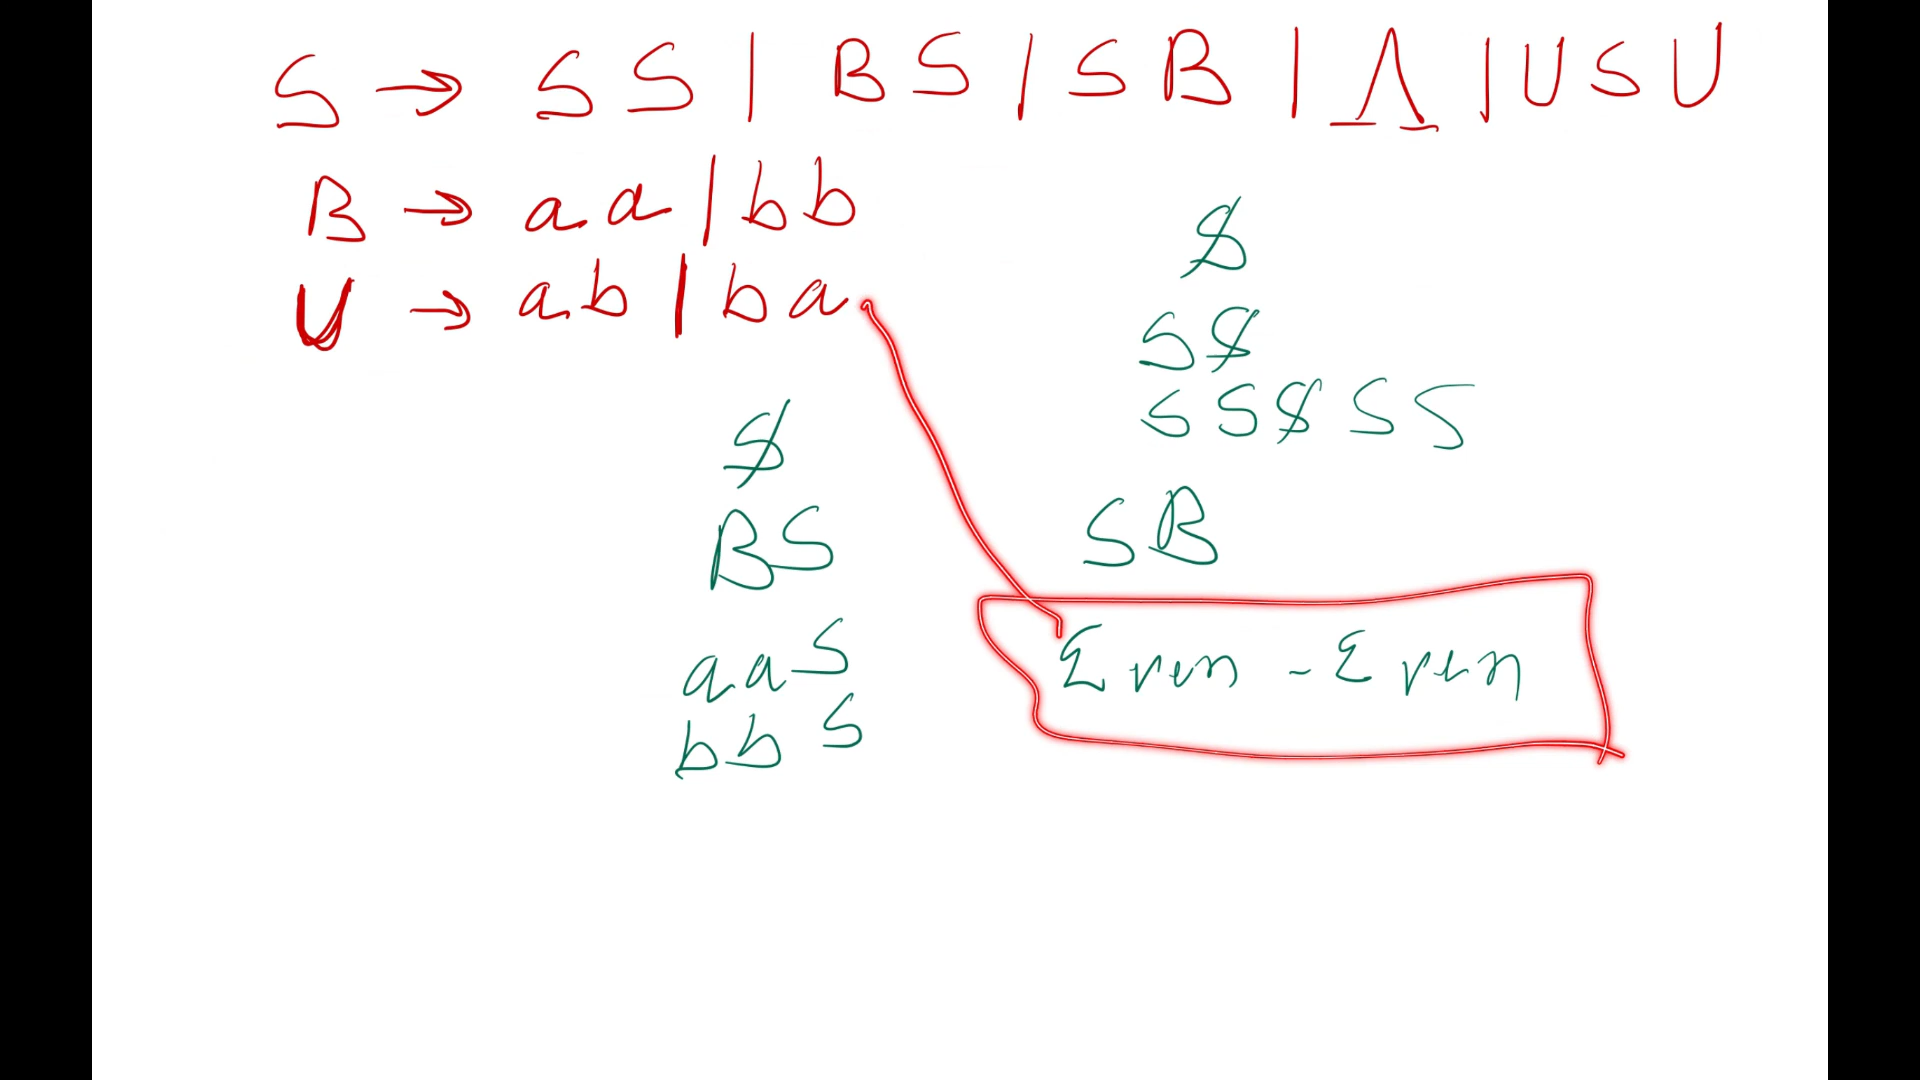 S → SS | BS | SB | Λ | USU
B → aa | bb
U → ab | ba
S
SS
SSSSS
S
BS
SB
aaS
Even - Even
bbS